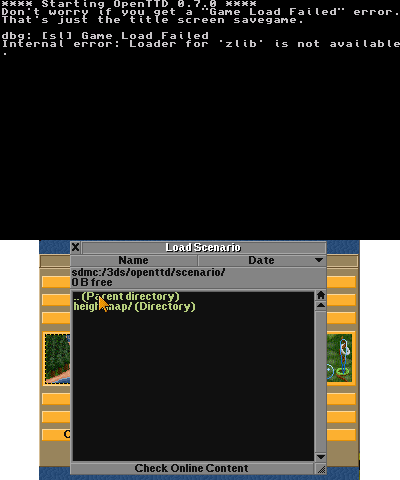 **** Starting OpenTTD 0.7.0 ****
Don't worry if you get a "Game Load Failed" error.
That's just the title screen savegame.
dbg: [sl] Game Load Failed
Internal error: Loader for 'zlib' is not available
.
X Load Scenario
Name Date
sdmc:/3ds/openttd/scenario/
0 B free
.. (Parent directory)
heightmap/ (Directory)
Check Online Content